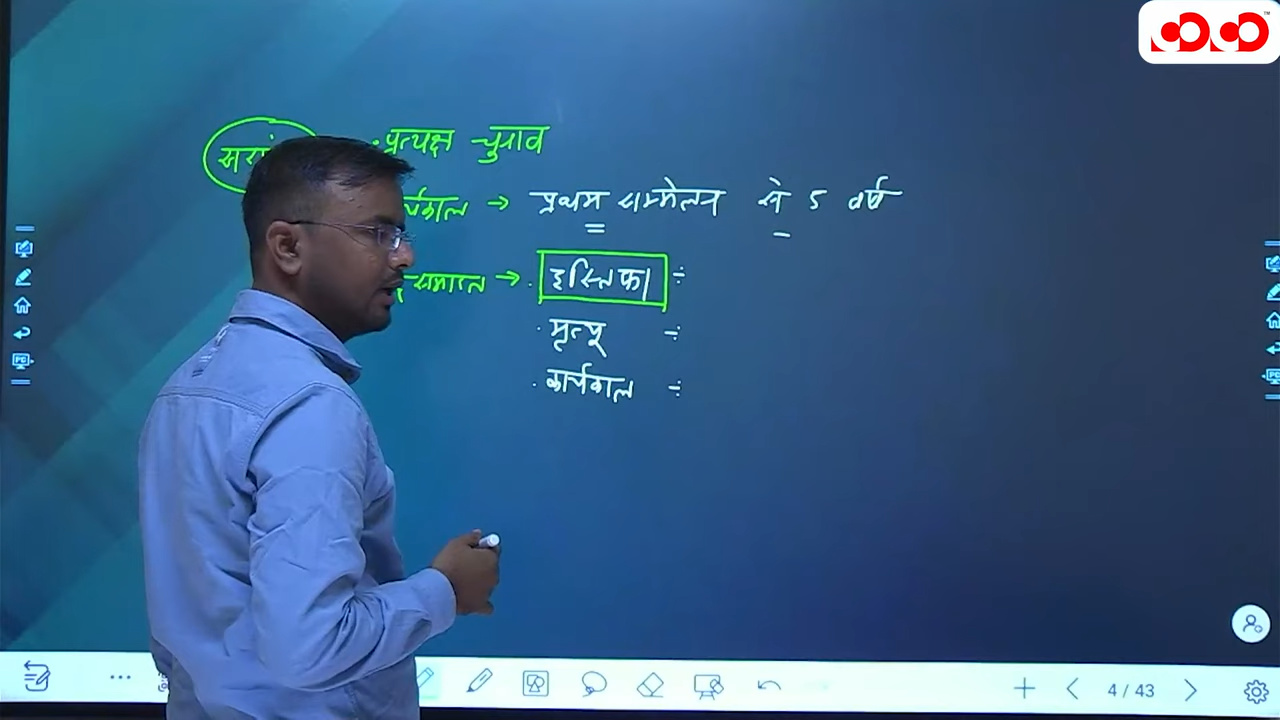 प्रत्यक्ष चुनाव
→ प्रथम सम्मेलन से 5 वर्ष
→ · इस्तिफा ÷
· मृत्यु ÷
· कार्यकाल ÷
4 / 43